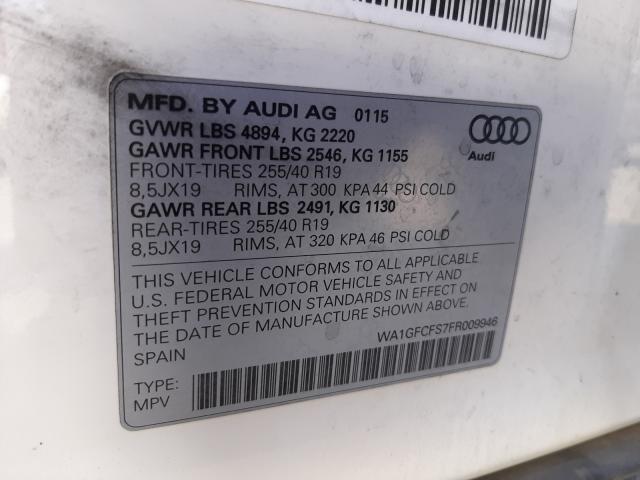 MFD. BY AUDI AG 0115
GVWR LBS 4894, KG 2220
GAWR FRONT LBS 2546, KG 1155
FRONT-TIRES 255/40 R19
8,5JX19 RIMS, AT 300 KPA 44 PSI COLD
GAWR REAR LBS 2491, KG 1130
REAR-TIRES 255/40 R19
8,5JX19 RIMS, AT 320 KPA 46 PSI COLD
Audi
THIS VEHICLE CONFORMS TO ALL APPLICABLE
U.S. FEDERAL MOTOR VEHICLE SAFETY AND
THEFT PREVENTION STANDARDS IN EFFECT ON
THE DATE OF MANUFACTURE SHOWN ABOVE.
SPAIN
WA1GFCFS7FR009946
TYPE:
MPV